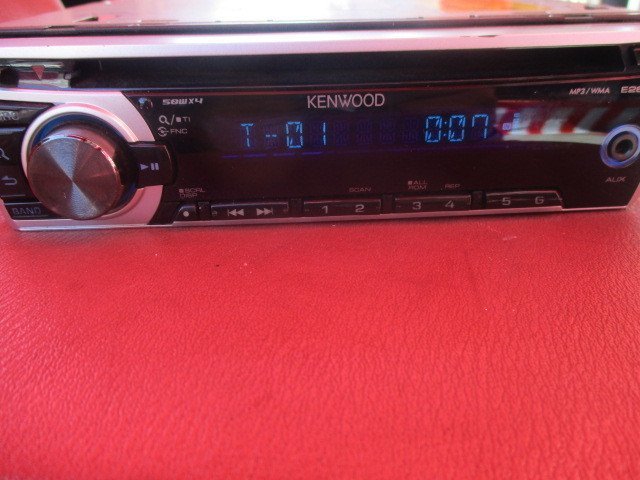 50W×4
KENWOOD
MP3/WMA
■TI
FNC
T-01 0:07
AUX
■SCRL
DISP
SCAN
■ALL
ROM
REP
BAND
1 2 3 4 5 6